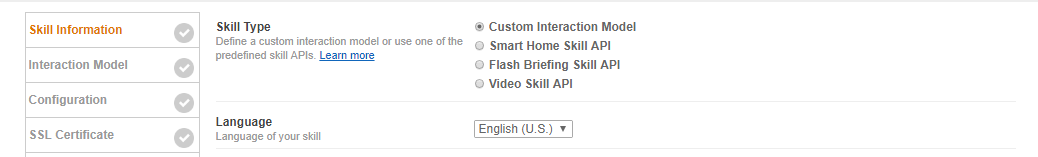 Skill Information
Interaction Model
Configuration
SSL Certificate
Skill Type
Define a custom interaction model or use one of the
predefined skill APIs. Learn more
Custom Interaction Model
Smart Home Skill API
Flash Briefing Skill API
Video Skill API
Language
Language of your skill
English (U.S.)